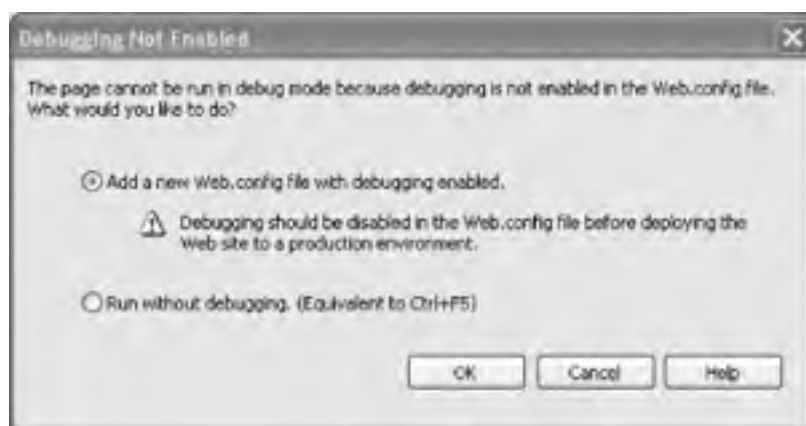 Debugging Not Enabled
The page cannot be run in debug mode because debugging is not enabled in the Web.config file.
What would you like to do?
Add a new Web.config file with debugging enabled.
Debugging should be disabled in the Web.config file before deploying the
Web site to a production environment.
Run without debugging. (Equivalent to Ctrl+F5)
OK Cancel Help